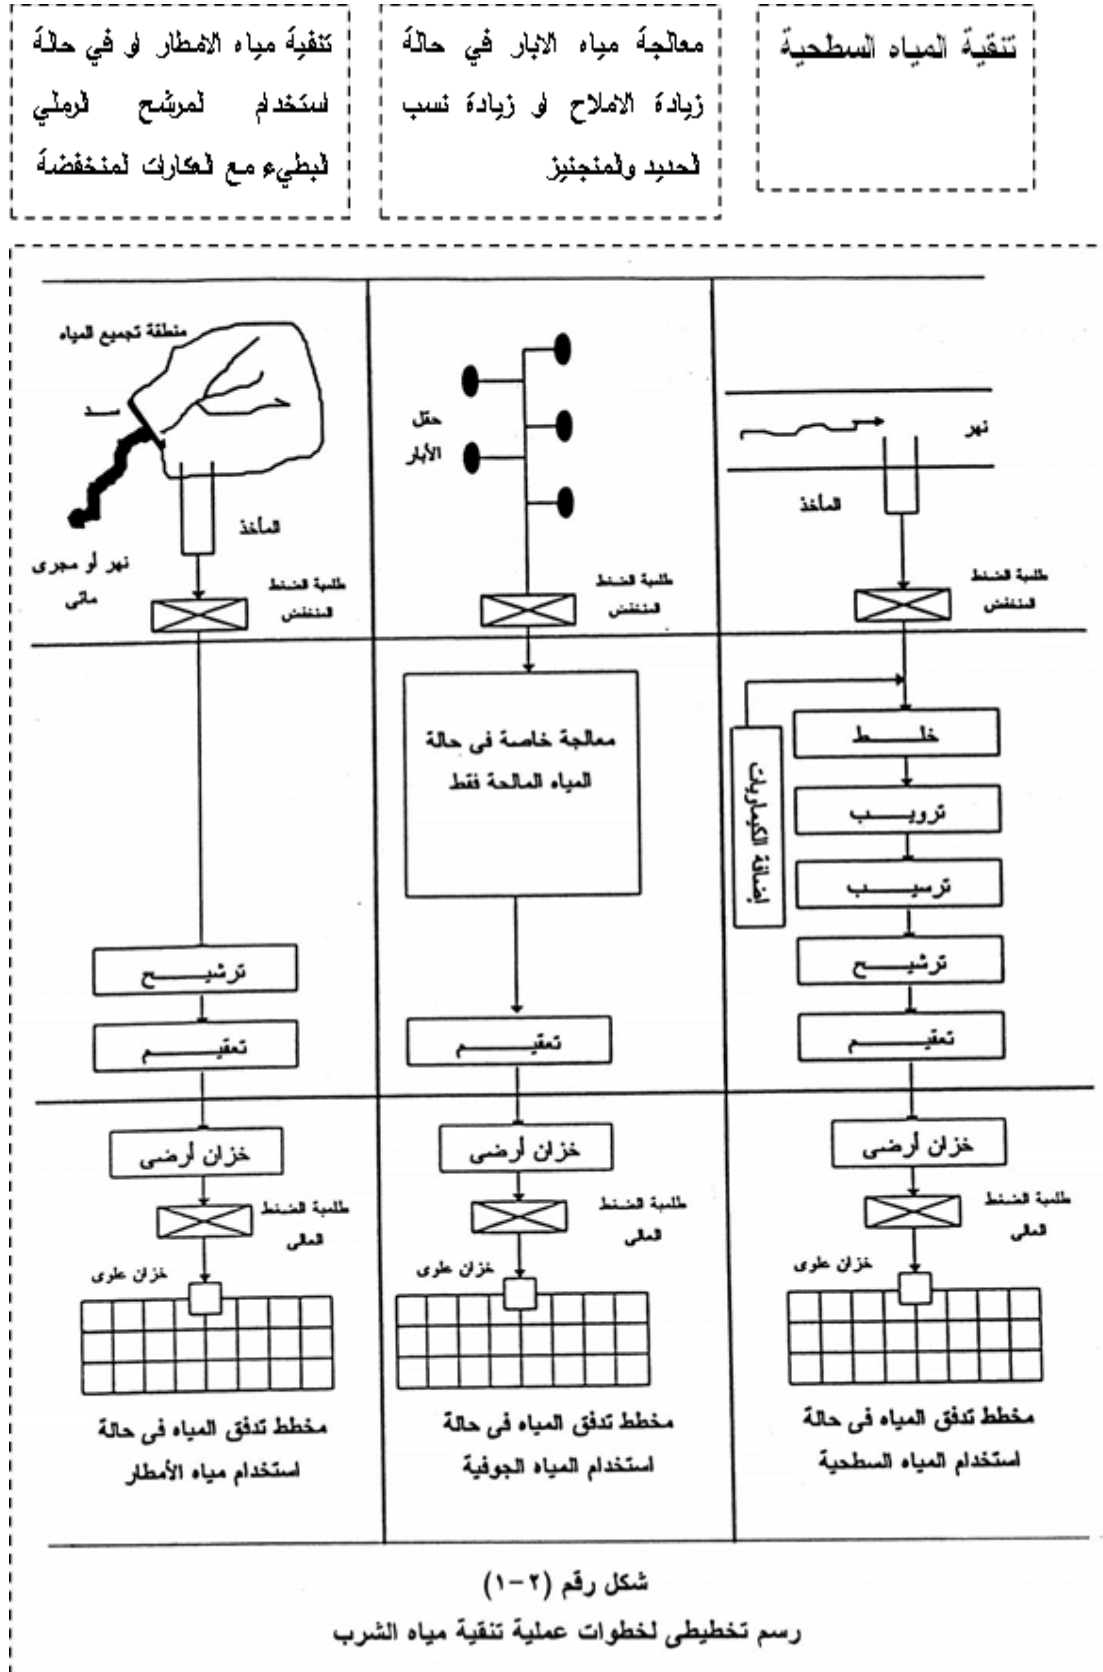 تنقية المياه السطحية
معالجة مياه الابار في حالة
زيادة الاملاح او زيادة نسب
الحديد والمنجنيز
تنقية مياه الامطار او في حالة
استخدام المرشح الرملي
البطيء مع العكارات المنخفضة
نهر
المأخذ
طلمبة الضغط
المنخفض
إضافة الكيماويات
خلط
ترويب
ترسيب
ترشيح
تعقيم
خزان أرضى
طلمبة الضغط
العالى
خزان علوى
مخطط تدفق المياه فى حالة
استخدام المياه السطحية
حقل
الأبار
طلمبة الضغط
المنخفض
معالجة خاصة فى حالة
المياه المالحة فقط
تعقيم
خزان أرضى
طلمبة الضغط
العالى
خزان علوى
مخطط تدفق المياه فى حالة
استخدام المياه الجوفية
منطقة تجميع المياه
سد
المأخذ
نهر أو مجرى
مائى
طلمبة الضغط
المنخفض
ترشيح
تعقيم
خزان أرضى
طلمبة الضغط
العالى
خزان علوى
مخطط تدفق المياه فى حالة
استخدام مياه الأمطار
شكل رقم (٢-١)
رسم تخطيطى لخطوات عملية تنقية مياه الشرب